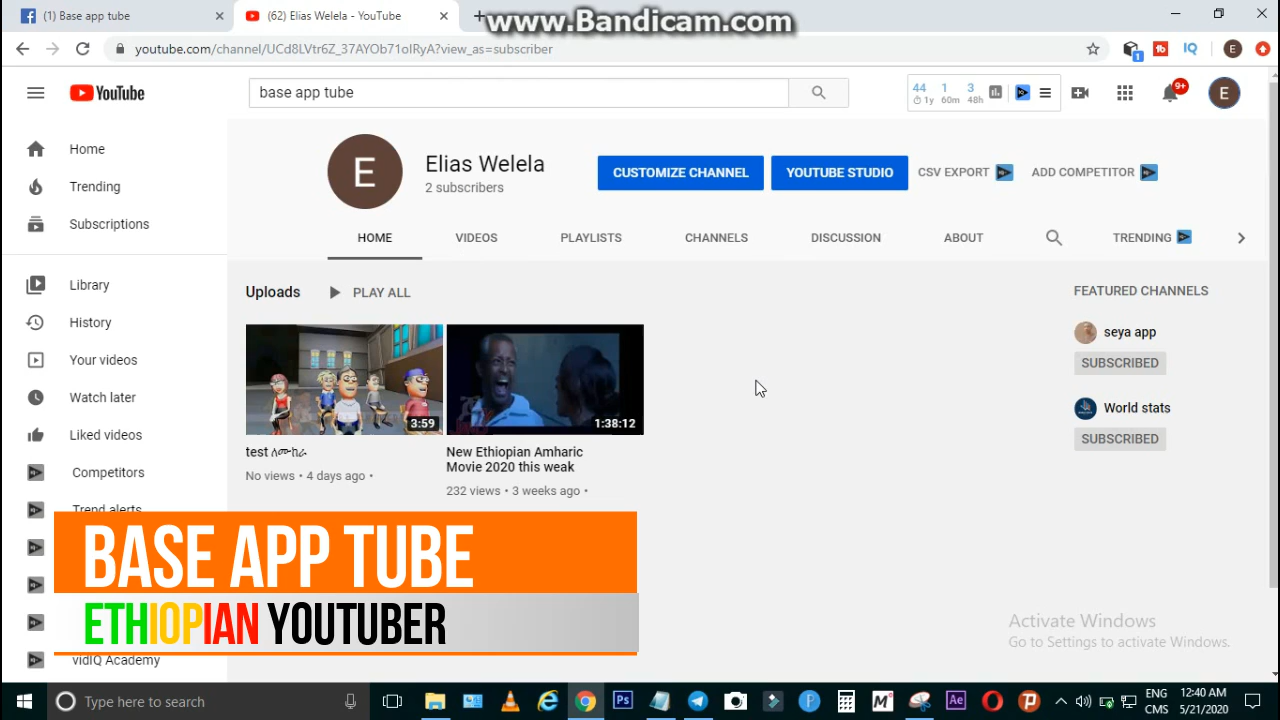 (1) Base app tube
(62) Elias Welela - YouTube
www.Bandicam.com
youtube.com/channel/UCd8LVtr6Z_37AYOb71oIRyA?view_as=subscriber
1
IQ
E
YouTube
base app tube
44 1 3
1y 60m 48h
9+
E
Home
Trending
Subscriptions
Library
History
Your videos
Watch later
Liked videos
Competitors
Trend alerts
vidIQ Academy
E
Elias Welela
2 subscribers
CUSTOMIZE CHANNEL
YOUTUBE STUDIO
CSV EXPORT
ADD COMPETITOR
HOME
VIDEOS
PLAYLISTS
CHANNELS
DISCUSSION
ABOUT
TRENDING
Uploads
PLAY ALL
3:59
test ለሙከራ
No views • 4 days ago •
1:38:12
New Ethiopian Amharic
Movie 2020 this weak
232 views • 3 weeks ago •
FEATURED CHANNELS
seya app
SUBSCRIBED
World stats
SUBSCRIBED
BASE APP TUBE
ETHIOPIAN YOUTUBER
Activate Windows
Go to Settings to activate Windows.
Type here to search
Ps
Ae
ENG
CMS
12:40 AM
5/21/2020